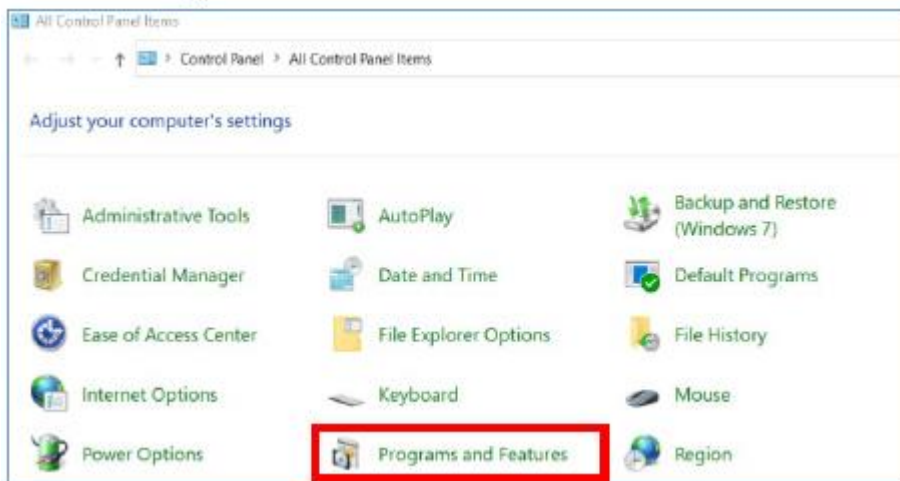 All Control Panel Items
Control Panel > All Control Panel Items
Adjust your computer's settings
Administrative Tools
AutoPlay
Backup and Restore
(Windows 7)
Credential Manager
Date and Time
Default Programs
Ease of Access Center
File Explorer Options
File History
Internet Options
Keyboard
Mouse
Power Options
Programs and Features
Region